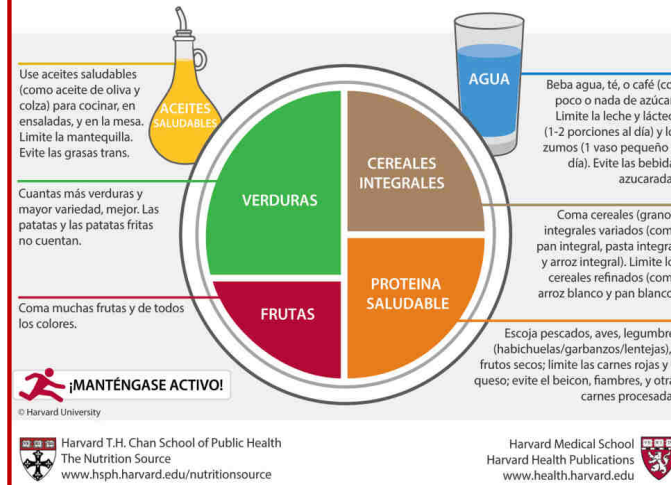 Use aceites saludables
(como aceite de oliva y
colza) para cocinar, en
ensaladas, y en la mesa.
Limite la mantequilla.
Evite las grasas trans.
ACEITES
SALUDABLES
AGUA
Beba agua, té, o café (co
poco o nada de azúcar
Limite la leche y lácteo
(1-2 porciones al día) y lo
zumos (1 vaso pequeño
día). Evite las bebida
azucarada
VERDURAS
CEREALES
INTEGRALES
Cuantas más verduras y
mayor variedad, mejor. Las
patatas y las patatas fritas
no cuentan.
Coma cereales (grano
integrales variados (com
pan integral, pasta integra
y arroz integral). Limite lo
cereales refinados (com
arroz blanco y pan blanco
FRUTAS
PROTEINA
SALUDABLE
Coma muchas frutas y de todos
los colores.
Escoja pescados, aves, legumbre
(habichuelas/garbanzos/lentejas),
frutos secos; limite las carnes rojas y
queso; evite el beicon, fiambres, y otra
carnes procesada
¡MANTÉNGASE ACTIVO!
© Harvard University
Harvard T.H. Chan School of Public Health
The Nutrition Source
www.hsph.harvard.edu/nutritionsource
Harvard Medical School
Harvard Health Publications
www.health.harvard.edu